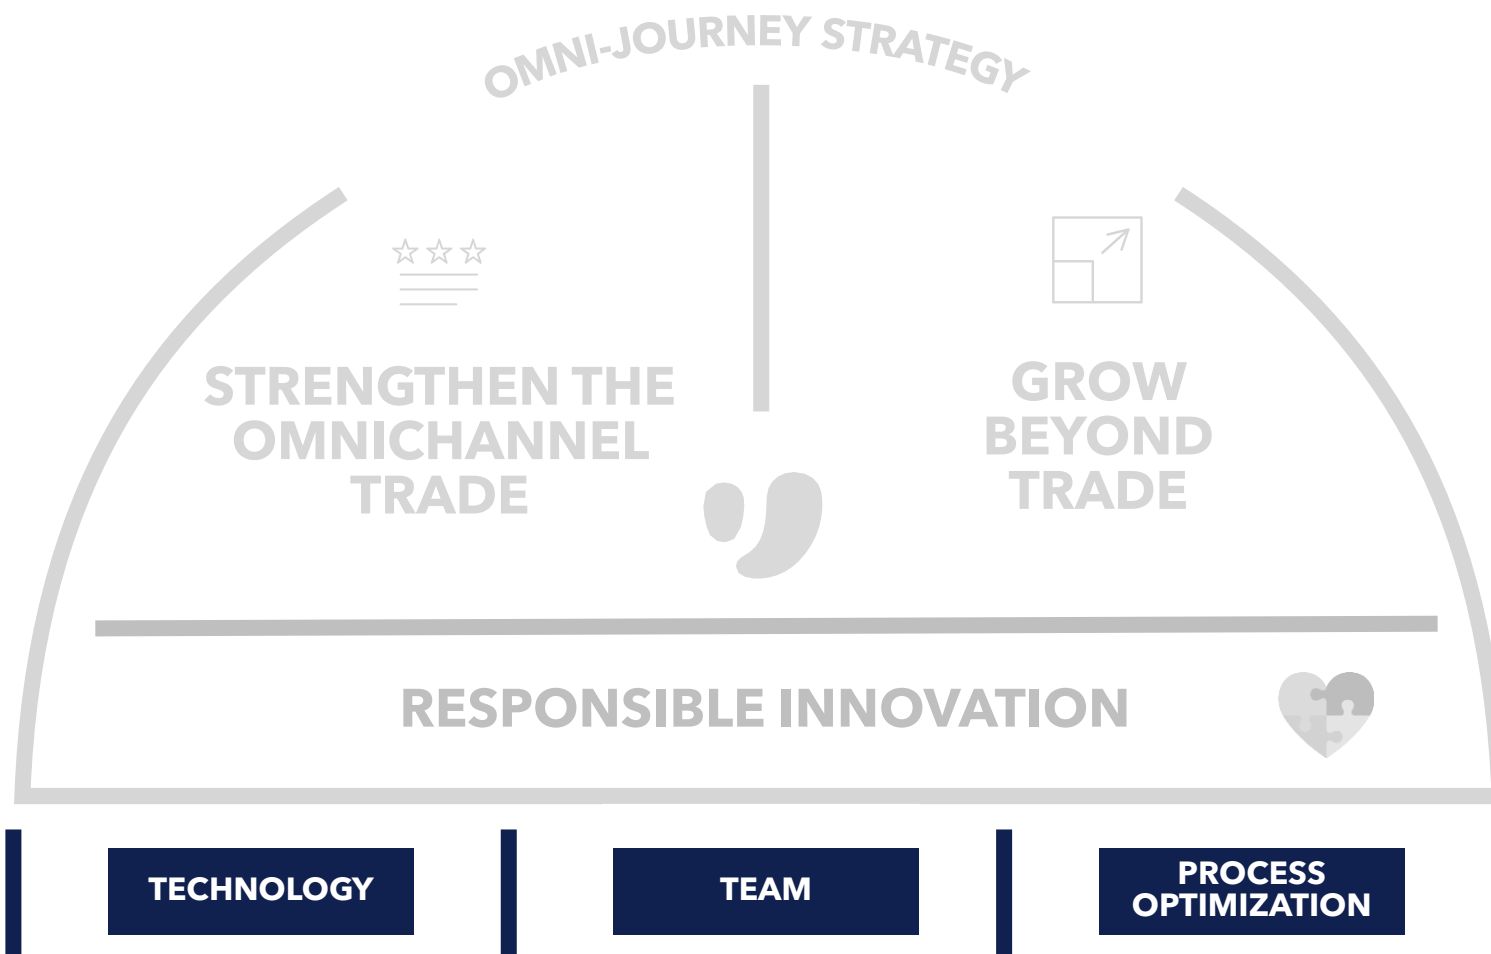 OMNI-JOURNEY STRATEGY
STRENGTHEN THE
OMNICHANNEL
TRADE
GROW
BEYOND
TRADE
RESPONSIBLE INNOVATION
TECHNOLOGY
TEAM
PROCESS
OPTIMIZATION